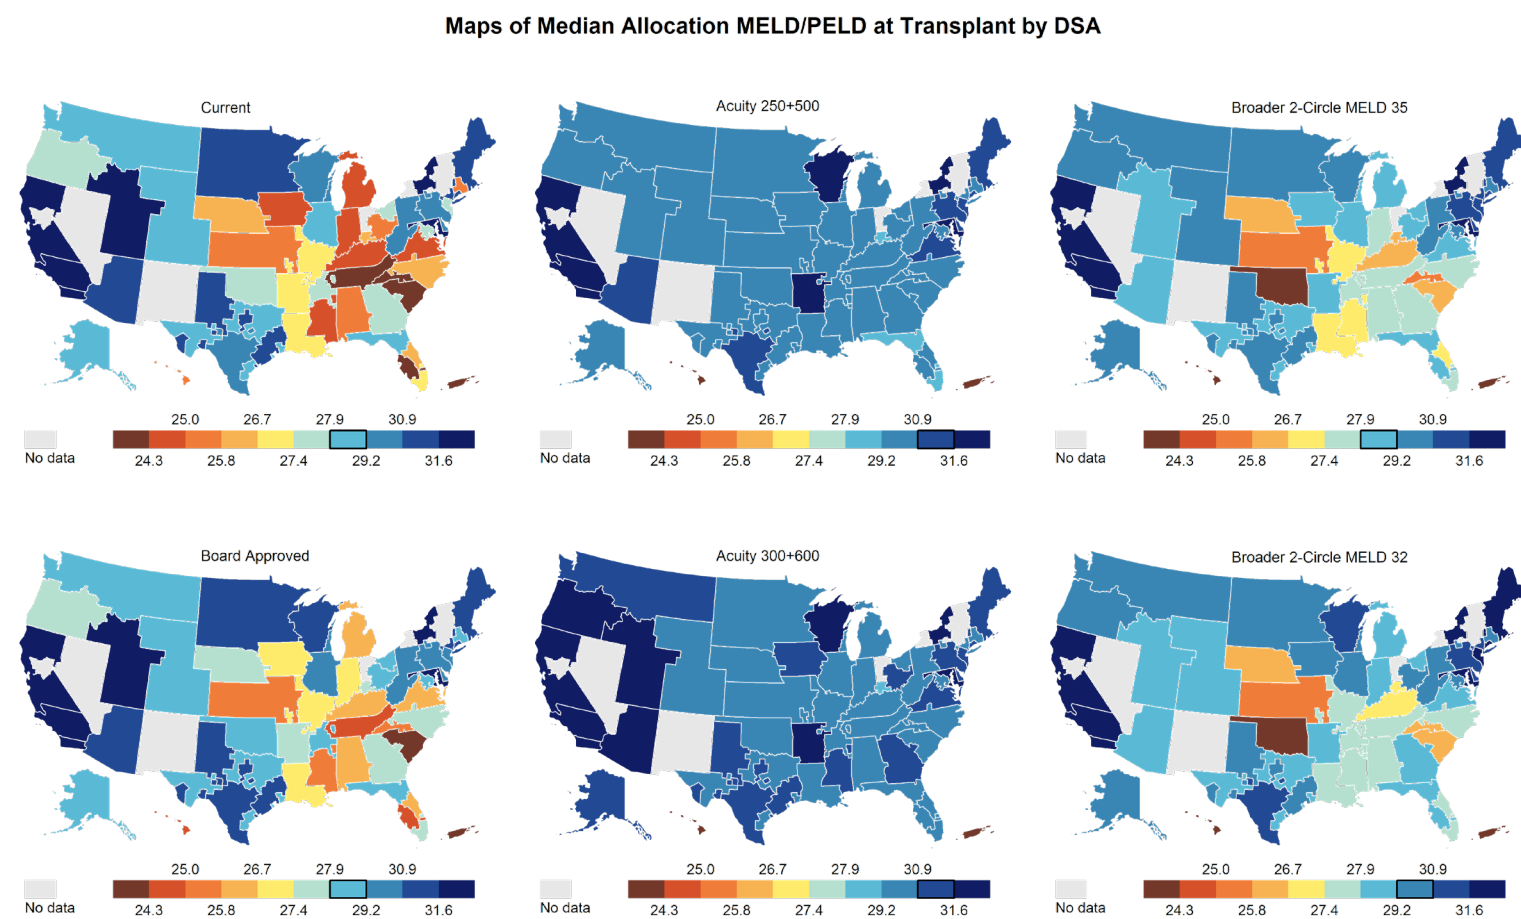 Maps of Median Allocation MELD/PELD at Transplant by DSA
Current
Acuity 250+500
Broader 2-Circle MELD 35
25.0 26.7 27.9 30.9
No data
24.3 25.8 27.4 29.2 31.6
25.0 26.7 27.9 30.9
No data
24.3 25.8 27.4 29.2 31.6
25.0 26.7 27.9 30.9
No data
24.3 25.8 27.4 29.2 31.6
Board Approved
Acuity 300+600
Broader 2-Circle MELD 32
25.0 26.7 27.9 30.9
No data
24.3 25.8 27.4 29.2 31.6
25.0 26.7 27.9 30.9
No data
24.3 25.8 27.4 29.2 31.6
25.0 26.7 27.9 30.9
No data
24.3 25.8 27.4 29.2 31.6